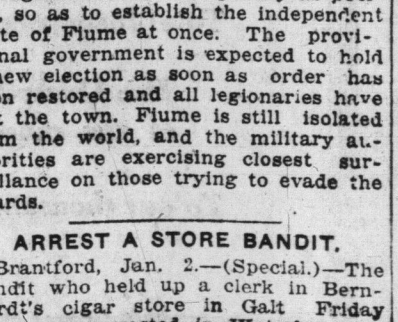 , so as to establish the independent
te of Fiume at once. The provi-
nal government is expected to hold
new election as soon as order has
n restored and all legionaries have
t the town. Fiume is still isolated
m the world, and the military au-
orities are exercising closest sur-
llance on those trying to evade the
ards.
ARREST A STORE BANDIT.
Brantford, Jan. 2.—(Special.)—The
ndit who held up a clerk in Bern-
rdt's cigar store in Galt Friday